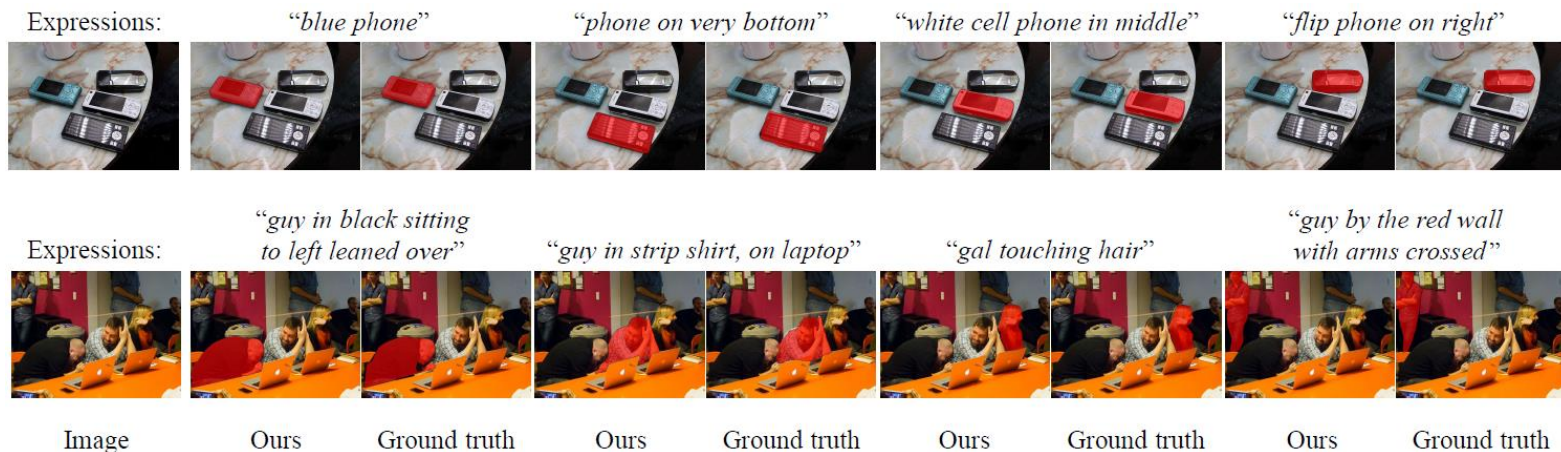 Expressions: “blue phone” “phone on very bottom” “white cell phone in middle” “flip phone on right”
“guy in black sitting
to left leaned over”
“guy by the red wall
with arms crossed”
Expressions: “guy in strip shirt, on laptop” “gal touching hair”
Image Ours Ground truth Ours Ground truth Ours Ground truth Ours Ground truth